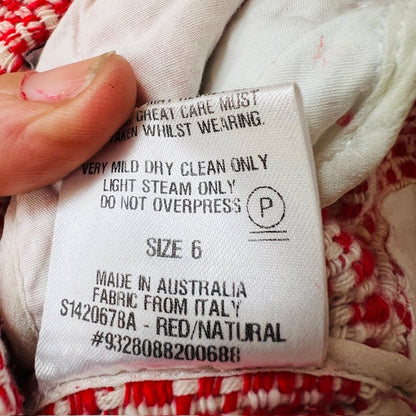 GREAT CARE MUST
TAKEN WHILST WEARING.
VERY MILD DRY CLEAN ONLY
LIGHT STEAM ONLY
DO NOT OVERPRESS
P
SIZE 6
MADE IN AUSTRALIA
FABRIC FROM ITALY
S1420678A - RED/NATURAL
#9328088200688